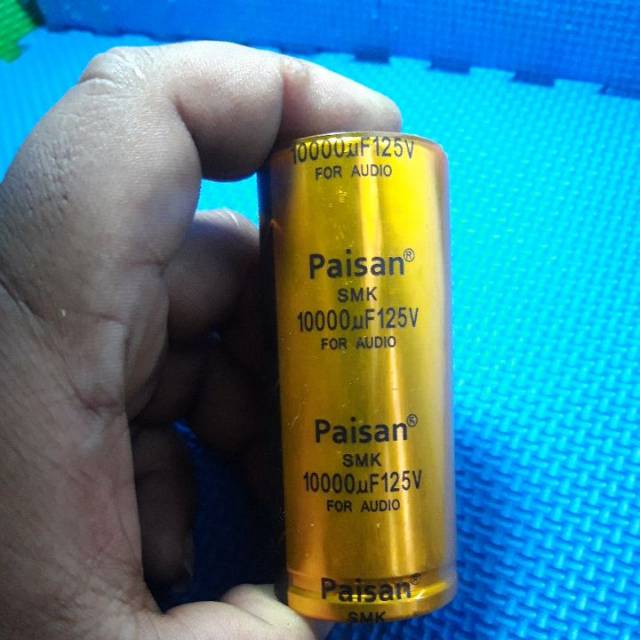 10000µF125V
FOR AUDIO
Paisan®
SMK
10000µF125V
FOR AUDIO
Paisan®
SMK
10000µF125V
FOR AUDIO
Paisan®
SMK